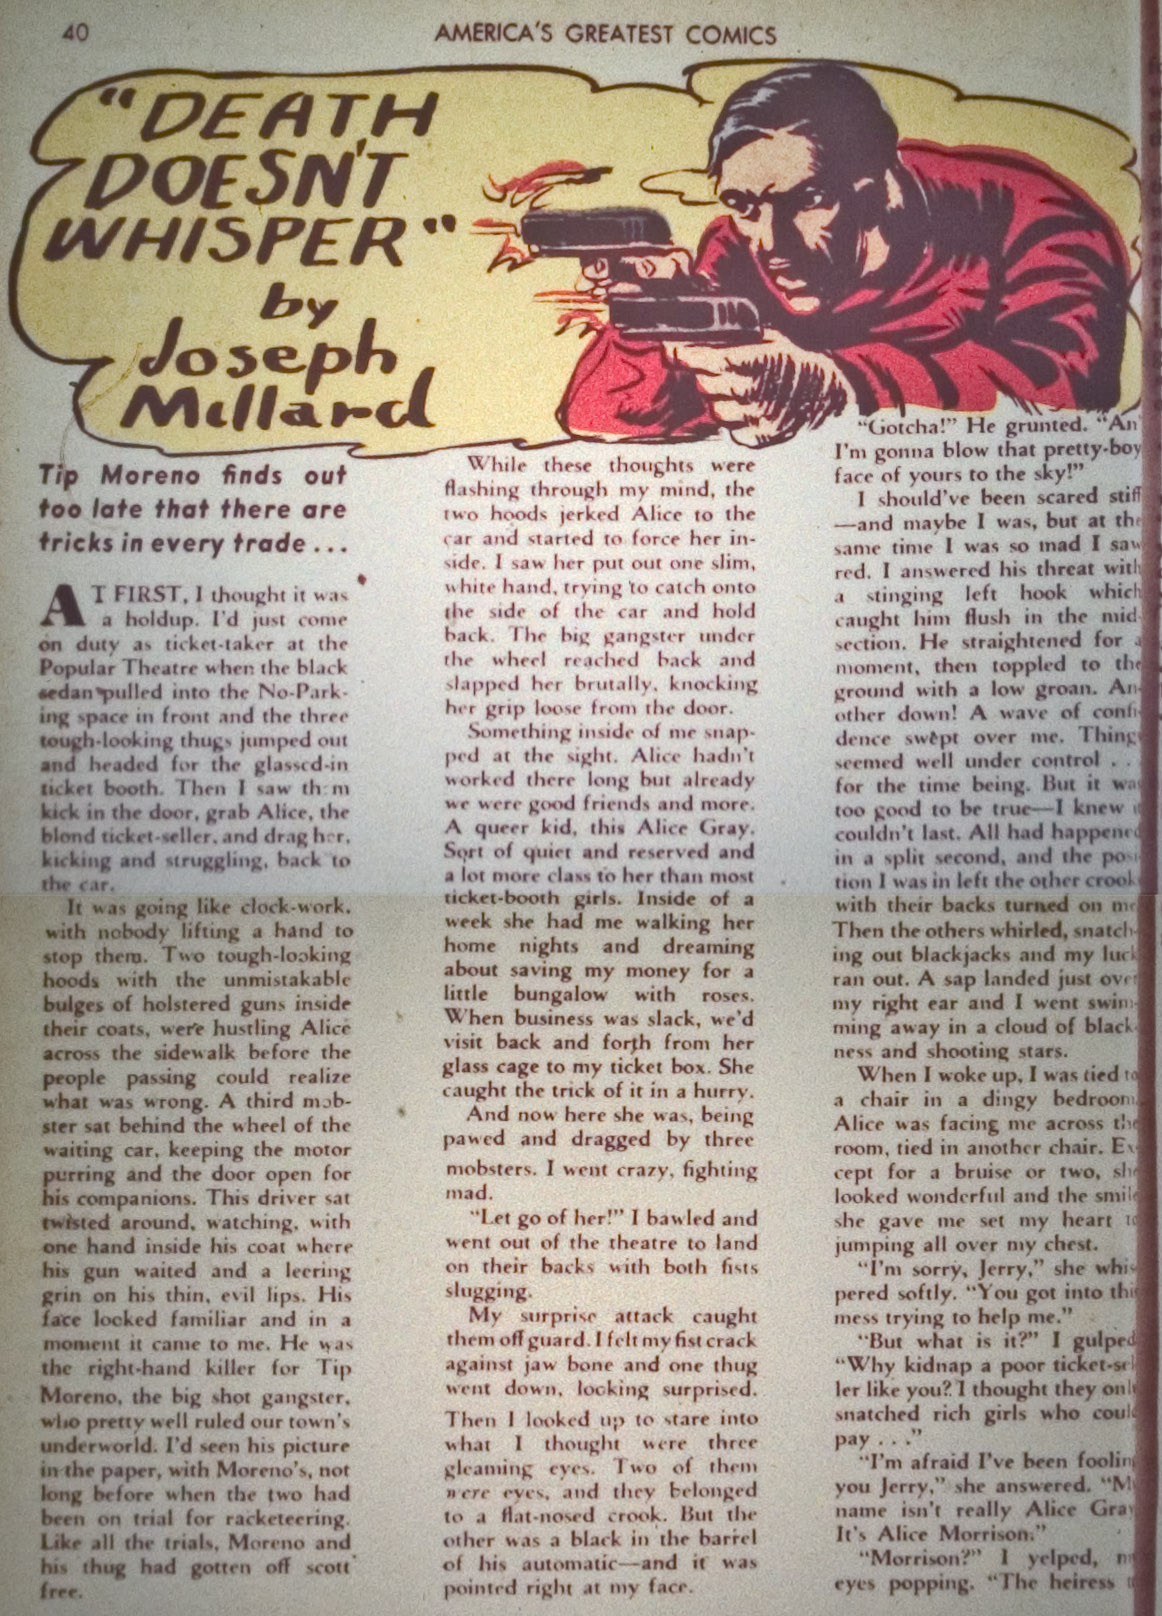 40
AMERICA'S GREATEST COMICS
"DEATH
DOESN'T
WHISPER"
by
Joseph
Millard
Tip Moreno finds out
too late that there are
tricks in every trade...
AT FIRST, I thought it was
a holdup. I'd just come
on duty as ticket-taker at the
Popular Theatre when the black
sedan pulled into the No-Park-
ing space in front and the three
tough-looking thugs jumped out
and headed for the glassed-in
ticket booth. Then I saw them
kick in the door, grab Alice, the
blond ticket-seller, and drag her,
kicking and struggling, back to
the car.
It was going like clock-work,
with nobody lifting a hand to
stop them. Two tough-looking
hoods with the unmistakable
bulges of holstered guns inside
their coats, were hustling Alice
across the sidewalk before the
people passing could realize
what was wrong. A third mob-
ster sat behind the wheel of the
waiting car, keeping the motor
purring and the door open for
his companions. This driver sat
twisted around, watching, with
one hand inside his coat where
his gun waited and a leering
grin on his thin, evil lips. His
face looked familiar and in a
moment it came to me. He was
the right-hand killer for Tip
Moreno, the big shot gangster,
who pretty well ruled our town's
underworld. I'd seen his picture
in the paper, with Moreno's, not
long before when the two had
been on trial for racketeering.
Like all the trials, Moreno and
his thug had gotten off scott
free.
While these thoughts were
flashing through my mind, the
two hoods jerked Alice to the
car and started to force her in-
side. I saw her put out one slim,
white hand, trying to catch onto
the side of the car and hold
back. The big gangster under
the wheel reached back and
slapped her brutally, knocking
her grip loose from the door.
Something inside of me snap-
ped at the sight. Alice hadn't
worked there long but already
we were good friends and more.
A queer kid, this Alice Gray.
Sort of quiet and reserved and
a lot more class to her than most
ticket-booth girls. Inside of a
week she had me walking her
home nights and dreaming
about saving my money for a
little bungalow with roses.
When business was slack, we'd
visit back and forth from her
glass cage to my ticket box. She
caught the trick of it in a hurry.
And now here she was, being
pawed and dragged by three
mobsters. I went crazy, fighting
mad.
"Let go of her!" I bawled and
went out of the theatre to land
on their backs with both fists
slugging.
My surprise attack caught
them off guard. I felt my fist crack
against jaw bone and one thug
went down, looking surprised.
Then I looked up to stare into
what I thought were three
gleaming eyes. Two of them
were eyes, and they belonged
to a flat-nosed crook. But the
other was a black in the barrel
of his automatic—and it was
pointed right at my face.
"Gotcha!" He grunted. "An'
I'm gonna blow that pretty-boy
face of yours to the sky!"
I should've been scared stiff
—and maybe I was, but at the
same time I was so mad I saw
red. I answered his threat with
a stinging left hook which
caught him flush in the mid-
section. He straightened for a
moment, then toppled to the
ground with a low groan. An-
other down! A wave of confi-
dence swept over me. Things
seemed well under control . .
for the time being. But it was
too good to be true—I knew it
couldn't last. All had happened
in a split second, and the posi-
tion I was in left the other crooks
with their backs turned on me
Then the others whirled, snatch-
ing out blackjacks and my luck
ran out. A sap landed just over
my right ear and I went swim-
ming away in a cloud of black-
ness and shooting stars.
When I woke up, I was tied to
a chair in a dingy bedroom.
Alice was facing me across the
room, tied in another chair. Ex-
cept for a bruise or two, she
looked wonderful and the smile
she gave me set my heart to
jumping all over my chest.
"I'm sorry, Jerry," she whis-
pered softly. "You got into this
mess trying to help me."
"But what is it?" I gulped
"Why kidnap a poor ticket-sel-
ler like you? I thought they only
snatched rich girls who could
pay . . ."
"I'm afraid I've been fooling
you Jerry," she answered. "My
name isn't really Alice Gray
It's Alice Morrison."
"Morrison?" I yelped, my
eyes popping. "The heiress